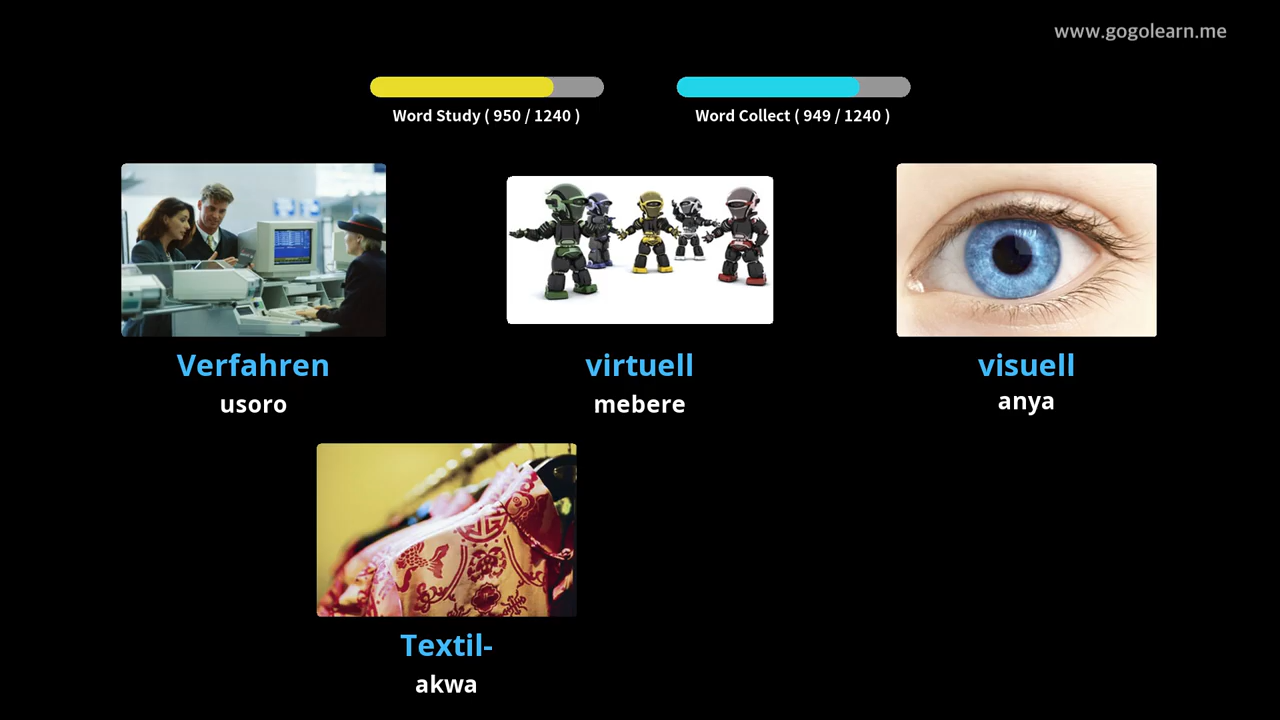 www.gogolearn.me
Word Study ( 950 / 1240 )
Word Collect ( 949 / 1240 )
Verfahren
usoro
virtuell
mebere
visuell
anya
Textil-
akwa